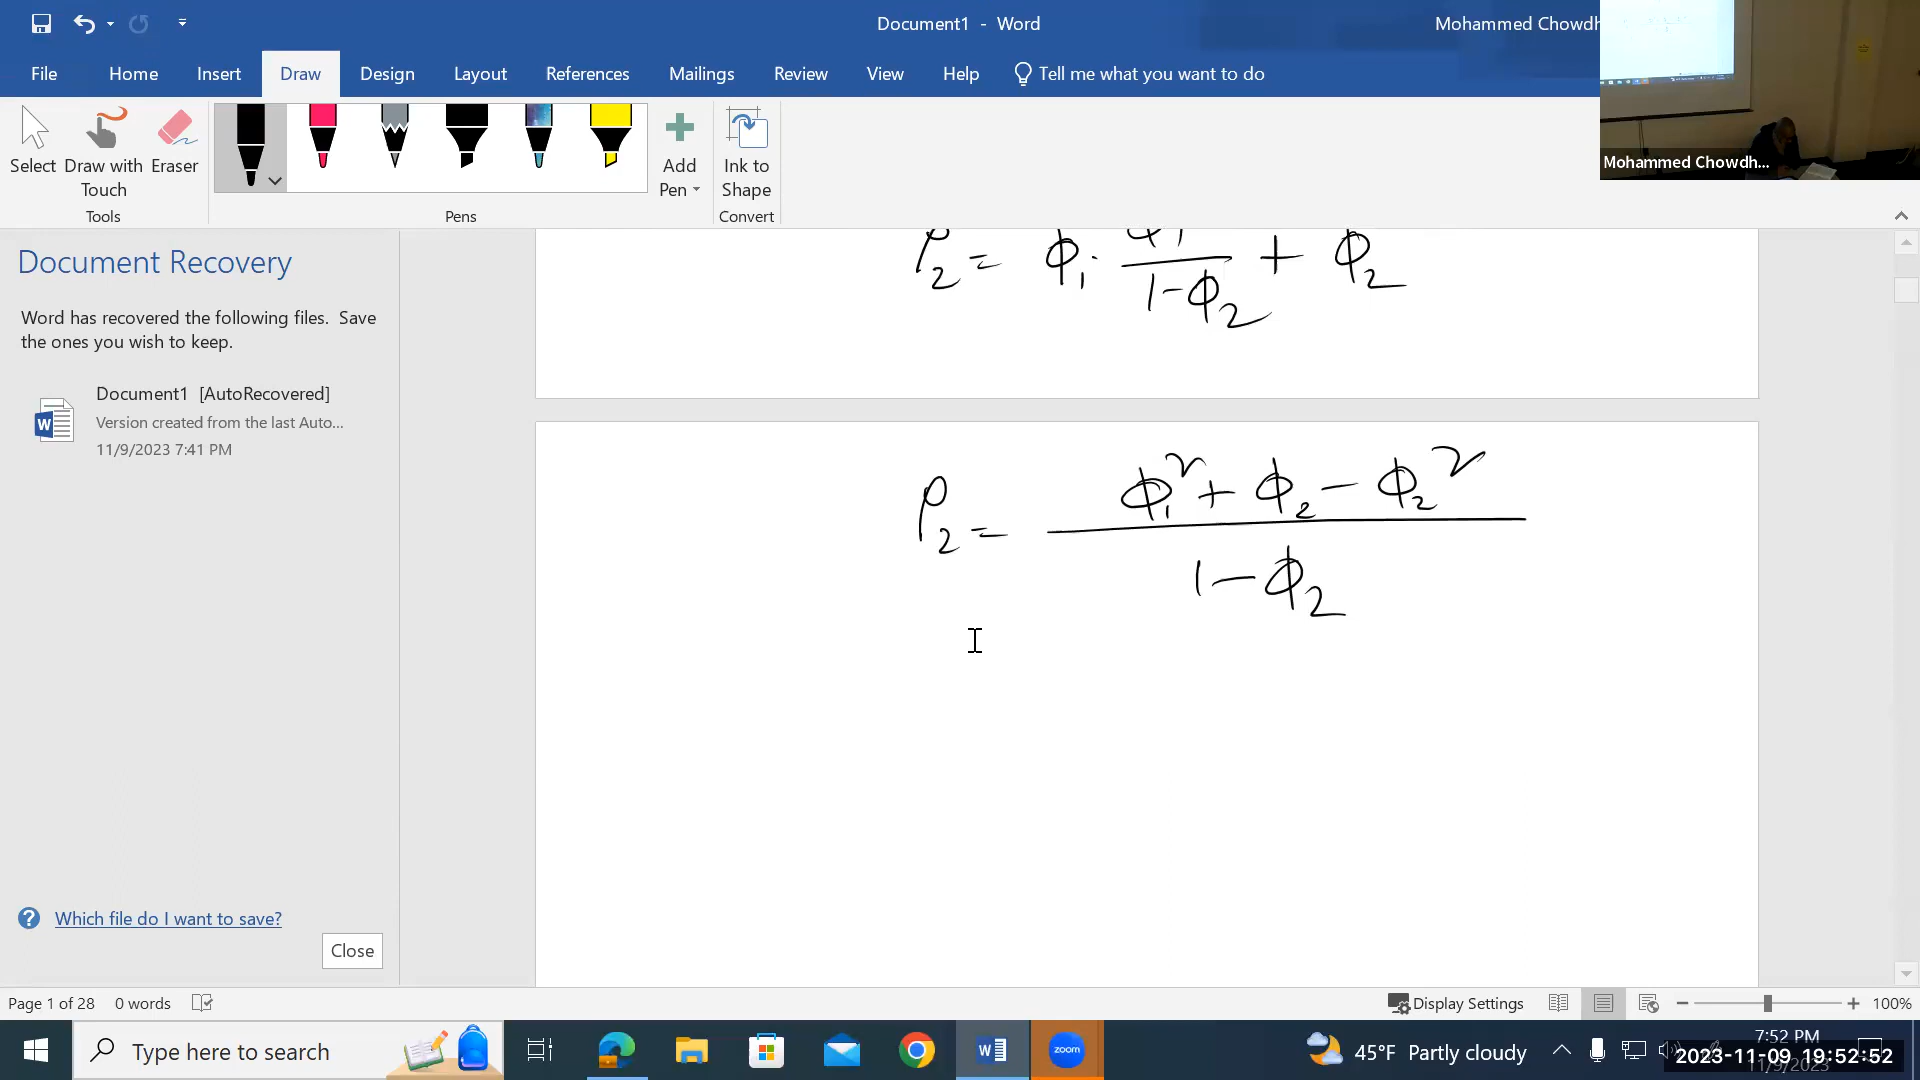 Document1 - Word
Mohammed Chowdh
File Home Insert Draw Design Layout References Mailings Review View Help Tell me what you want to do
Select
Draw with Touch
Eraser
Add Pen
Ink to Shape
Tools
Pens
Convert
Mohammed Chowdh...
Document Recovery
Word has recovered the following files. Save
the ones you wish to keep.
Document1 [AutoRecovered]
Version created from the last Auto...
11/9/2023 7:41 PM
ρ₂ = ϕ₁ · ϕ₁ / (1 − ϕ₂) + ϕ₂
ρ₂ = (ϕ₁² + ϕ₂ − ϕ₂²) / (1 − ϕ₂)
Which file do I want to save?
Close
Page 1 of 28 0 words
Display Settings
100%
Type here to search
zoom
45°F Partly cloudy
7:52 PM
2023-11-09 19:52:52
11/9/2023